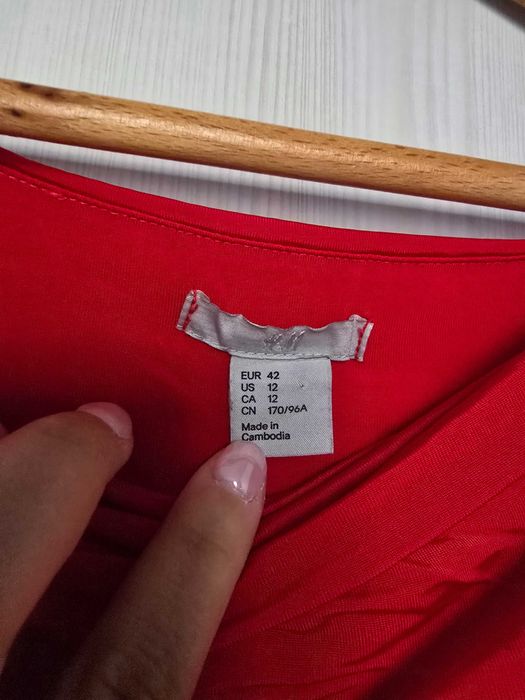 H&M
EUR 42
US 12
CA 12
CN 170/96A
Made in
Cambodia